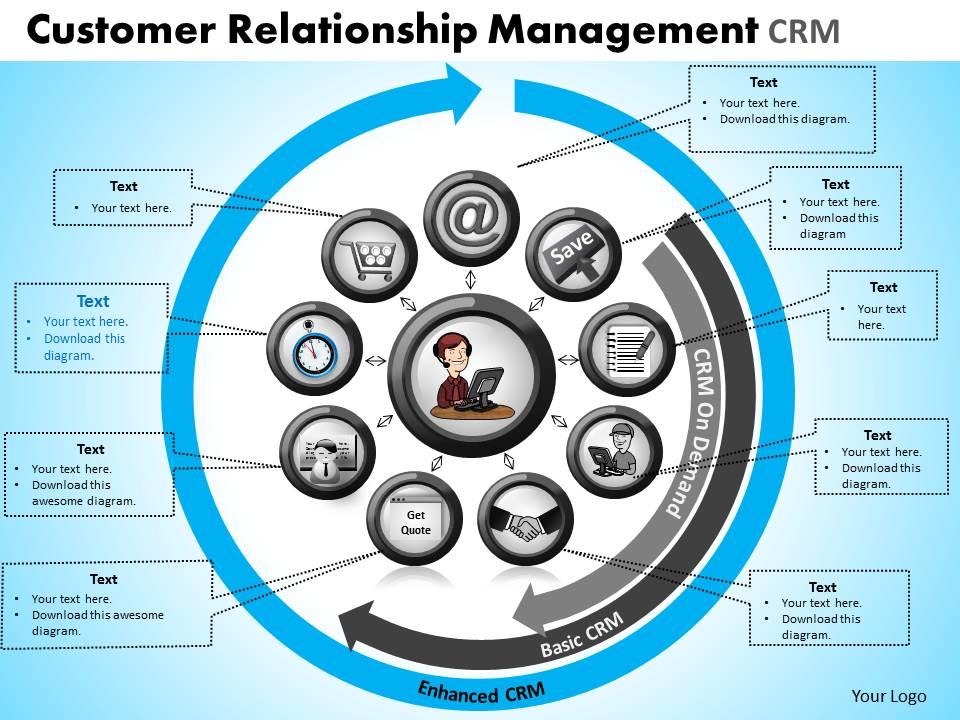 Customer Relationship Management CRM
Text
• Your text here.
• Download this diagram.
Text
• Your text here.
Text
• Your text here.
• Download this
diagram
@
Save
Text
• Your text here.
• Download this
diagram.
Text
• Your text
here.
CRM On Demand
Text
• Your text here.
• Download this
awesome diagram.
Text
• Your text here.
• Download this
diagram.
Get
Quote
Text
• Your text here.
• Download this awesome
diagram.
Text
• Your text here.
• Download this
diagram.
Basic CRM
Enhanced CRM
Your Logo